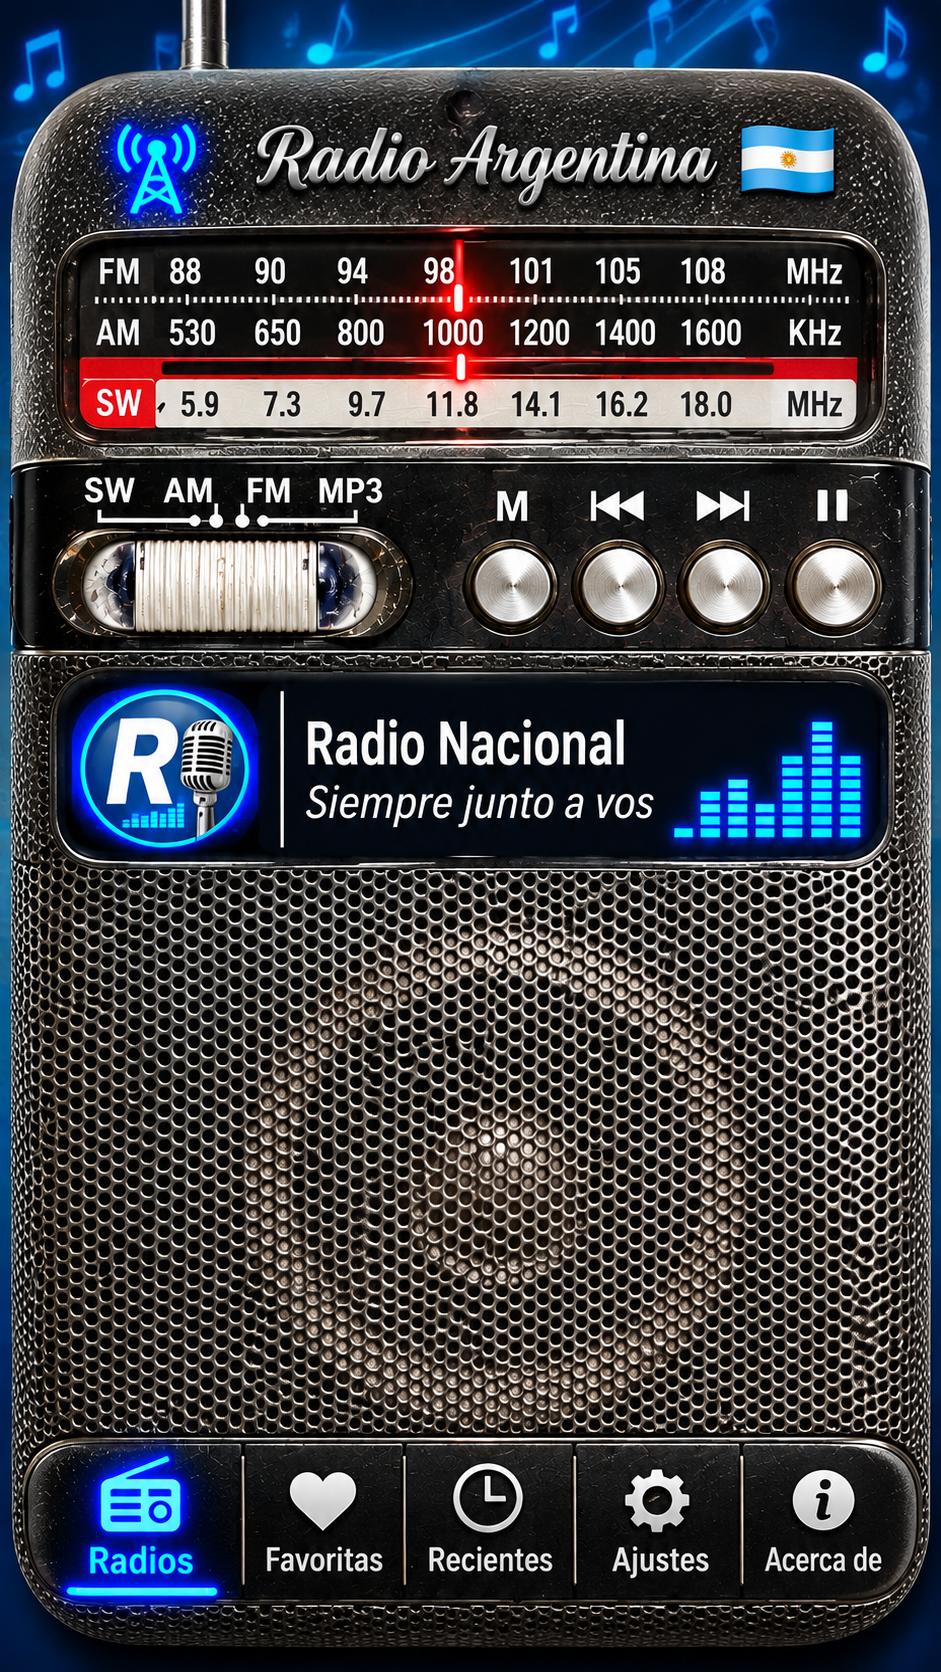 Radio Argentina
FM 88 90 94 98 101 105 108 MHz
AM 530 650 800 1000 1200 1400 1600 KHz
SW 5.9 7.3 9.7 11.8 14.1 16.2 18.0 MHz
SW AM FM MP3 M
R
Radio Nacional
Siempre junto a vos
Radios Favoritas Recientes Ajustes Acerca de